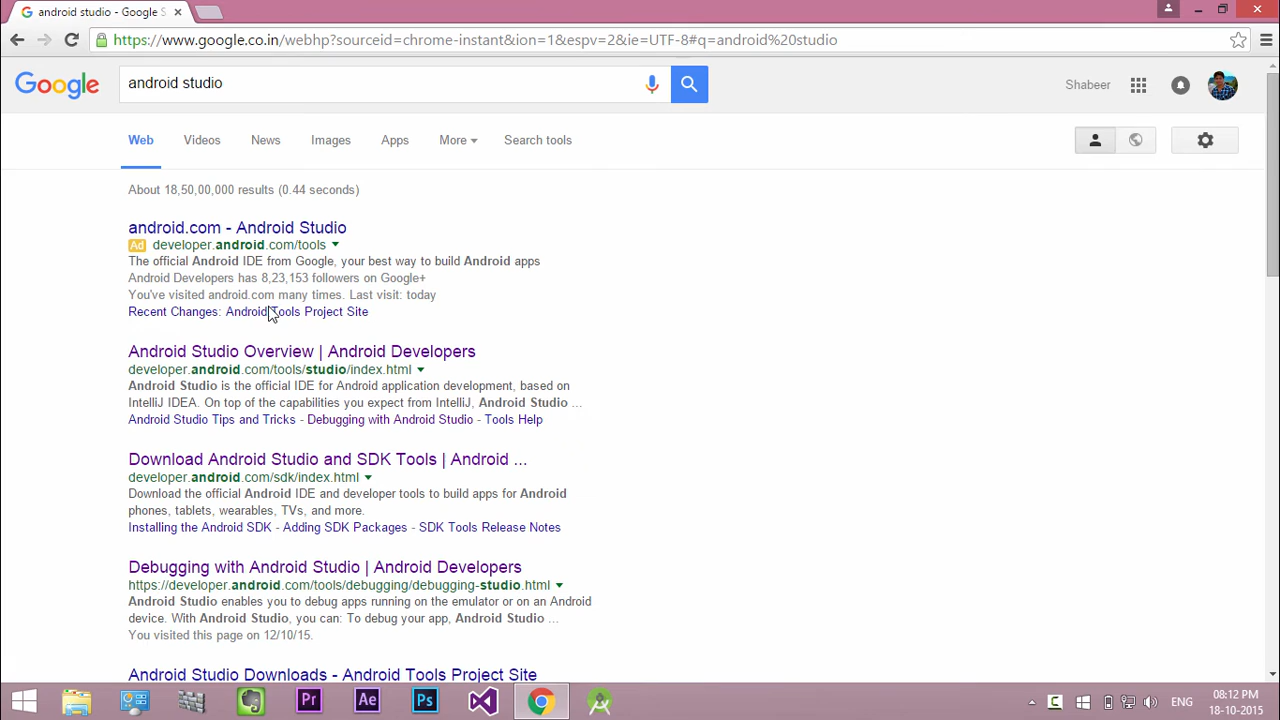 android studio - Google S
https://www.google.co.in/webhp?sourceid=chrome-instant&ion=1&espv=2&ie=UTF-8#q=android%20studio
Google
android studio
Shabeer
Web
Videos
News
Images
Apps
More
Search tools
About 18,50,00,000 results (0.44 seconds)
android.com - Android Studio
Ad developer.android.com/tools
The official Android IDE from Google, your best way to build Android apps
Android Developers has 8,23,153 followers on Google+
You've visited android.com many times. Last visit: today
Recent Changes: Android Tools Project Site
Android Studio Overview | Android Developers
developer.android.com/tools/studio/index.html
Android Studio is the official IDE for Android application development, based on
IntelliJ IDEA. On top of the capabilities you expect from IntelliJ, Android Studio ...
Android Studio Tips and Tricks - Debugging with Android Studio - Tools Help
Download Android Studio and SDK Tools | Android ...
developer.android.com/sdk/index.html
Download the official Android IDE and developer tools to build apps for Android
phones, tablets, wearables, TVs, and more.
Installing the Android SDK - Adding SDK Packages - SDK Tools Release Notes
Debugging with Android Studio | Android Developers
https://developer.android.com/tools/debugging/debugging-studio.html
Android Studio enables you to debug apps running on the emulator or on an Android
device. With Android Studio, you can: To debug your app, Android Studio ...
You visited this page on 12/10/15.
Android Studio Downloads - Android Tools Project Site
Pr
Ae
Ps
ENG
08:12 PM
18-10-2015